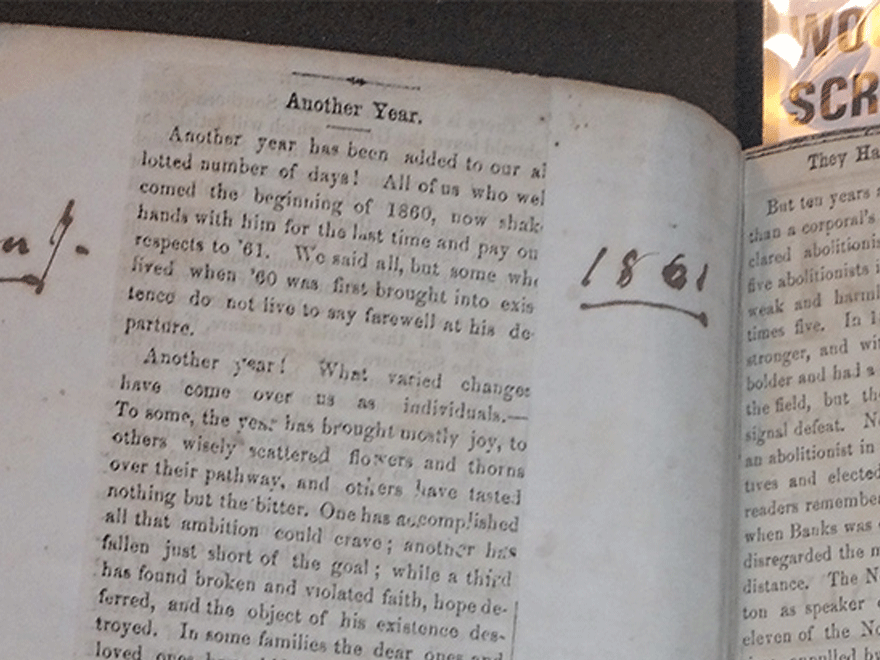 Another Year.
Another year has been added to our al
lotted number of days! All of us who wel
comed the beginning of 1860, now shak
hands with him for the last time and pay ou
respects to '61. We said all, but some who
lived when '60 was first brought into exis
tence do not live to say farewell at his de-
parture.
Another year! What varied changes
have come over us as individuals.—
To some, the year has brought mostly joy, to
others wisely scattered flowers and thorns
over their pathway, and others have tasted
nothing but the bitter. One has accomplished
all that ambition could crave; another has
fallen just short of the goal; while a third
has found broken and violated faith, hope de-
ferred, and the object of his existence des-
troyed. In some families the dear ones and
loved ones
n J.
1861
WO
SCR
They Ha
But ten years a
than a corporal's
clared abolitionis
five abolitionists i
weak and harml
times five. In 1
stronger, and wi
bolder and had a
the field, but th
signal defeat. N
an abolitionist in
tives and elected
readers remembe
when Banks was
disregarded the m
distance. The N
ton as speaker
eleven of the No